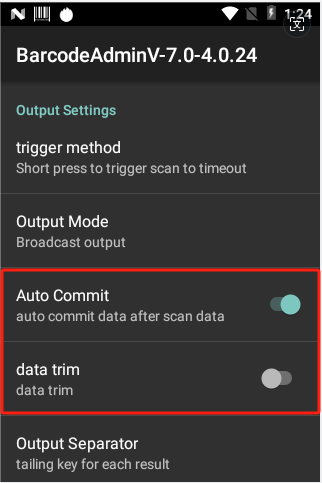 1:24
BarcodeAdminV-7.0-4.0.24
Output Settings
trigger method
Short press to trigger scan to timeout
Output Mode
Broadcast output
Auto Commit
auto commit data after scan data
data trim
data trim
Output Separator
tailing key for each result